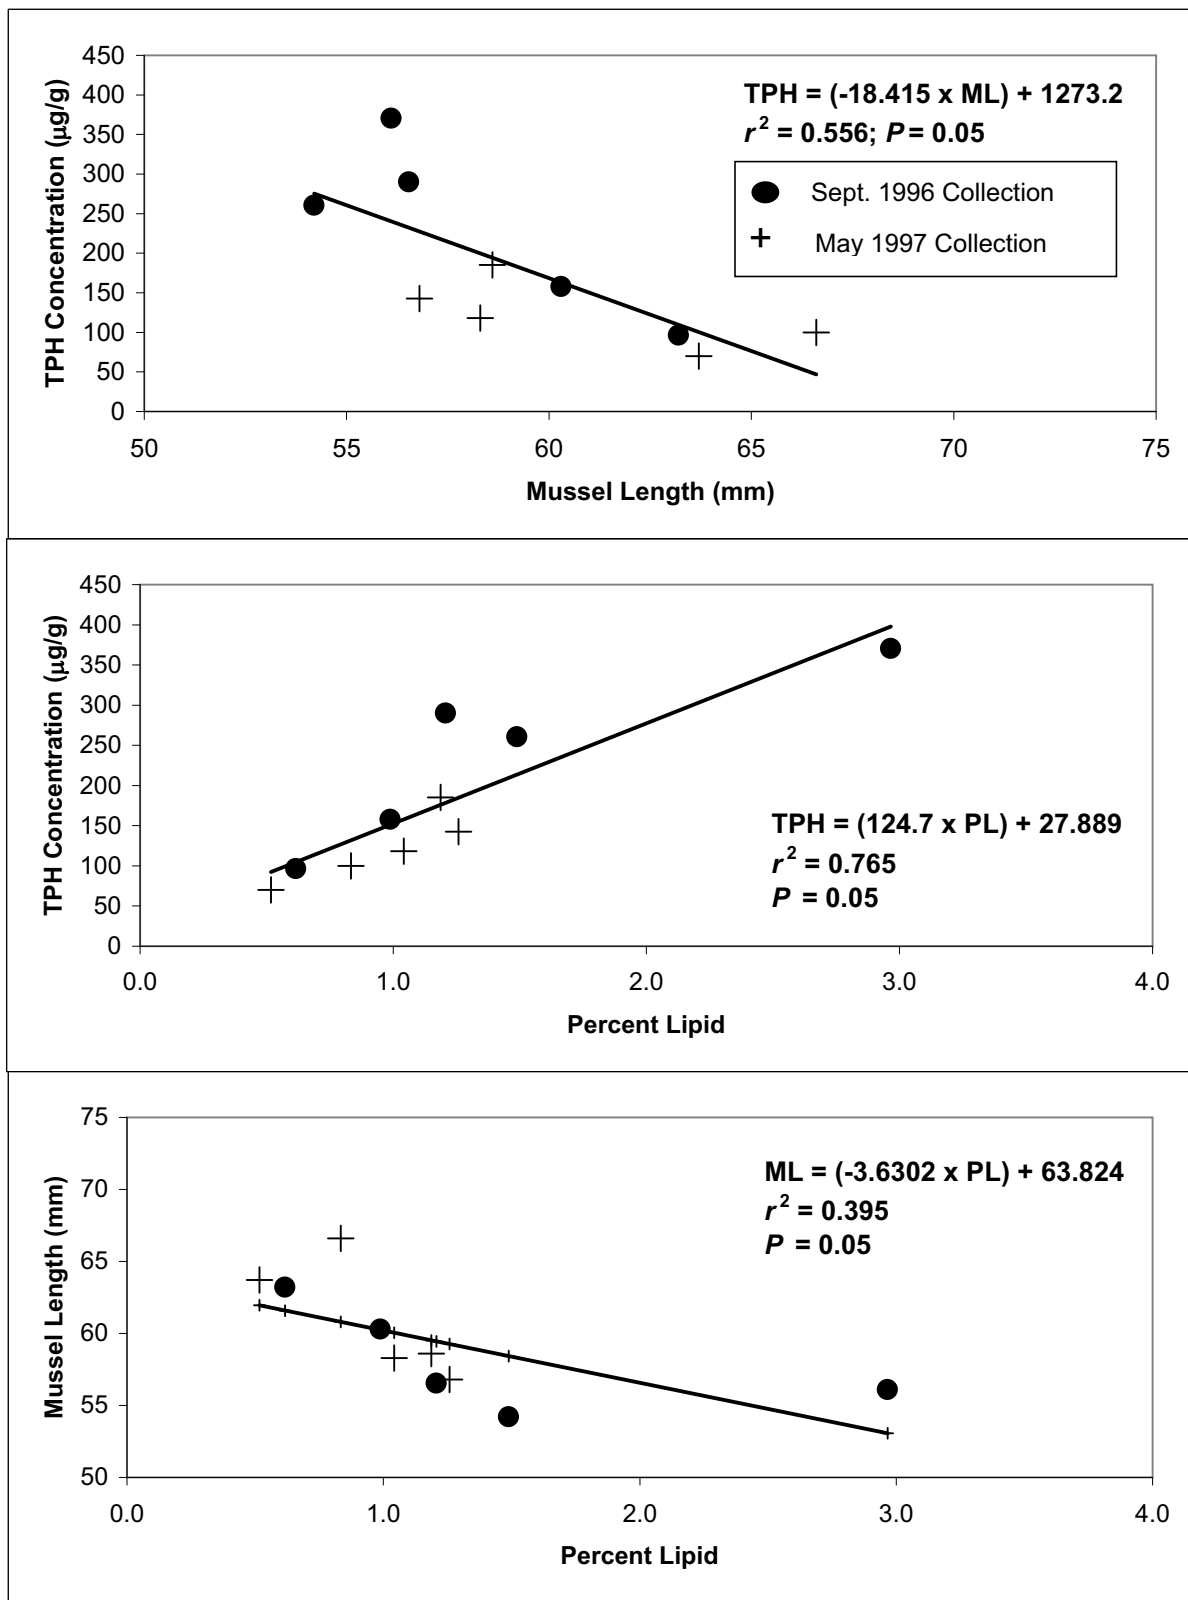 450
400
350
300
250
200
150
100
50
0
TPH Concentration (µg/g)
TPH = (-18.415 x ML) + 1273.2
r² = 0.556; P = 0.05
Sept. 1996 Collection
May 1997 Collection
50 55 60 65 70 75
Mussel Length (mm)
450
400
350
300
250
200
150
100
50
0
TPH Concentration (µg/g)
TPH = (124.7 x PL) + 27.889
r² = 0.765
P = 0.05
0.0 1.0 2.0 3.0 4.0
Percent Lipid
75
70
65
60
55
50
Mussel Length (mm)
ML = (-3.6302 x PL) + 63.824
r² = 0.395
P = 0.05
0.0 1.0 2.0 3.0 4.0
Percent Lipid